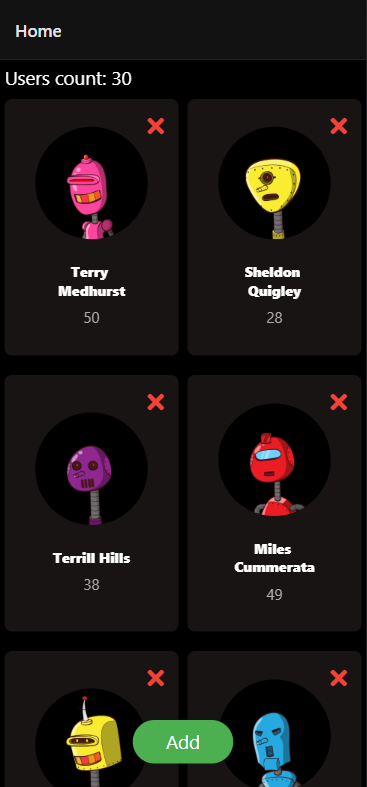 Home
Users count: 30
Terry
Medhurst
50
Sheldon
Quigley
28
Terrill Hills
38
Miles
Cummerata
49
Add